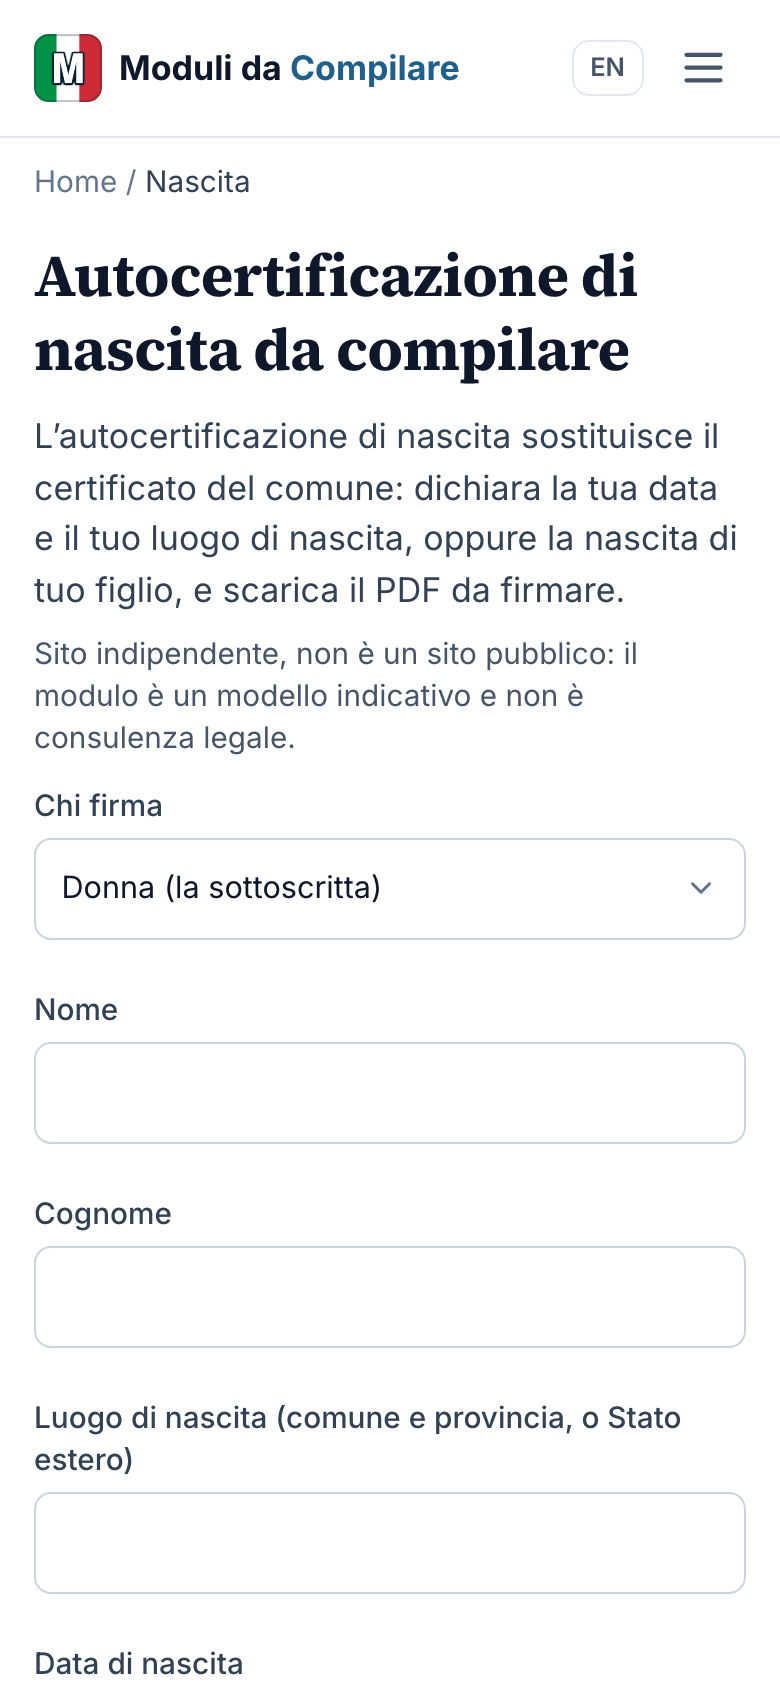 M
Moduli da Compilare
EN
Home / Nascita
Autocertificazione di
nascita da compilare
L’autocertificazione di nascita sostituisce il
certificato del comune: dichiara la tua data
e il tuo luogo di nascita, oppure la nascita di
tuo figlio, e scarica il PDF da firmare.
Sito indipendente, non è un sito pubblico: il
modulo è un modello indicativo e non è
consulenza legale.
Chi firma
Donna (la sottoscritta)
Nome
Cognome
Luogo di nascita (comune e provincia, o Stato
estero)
Data di nascita